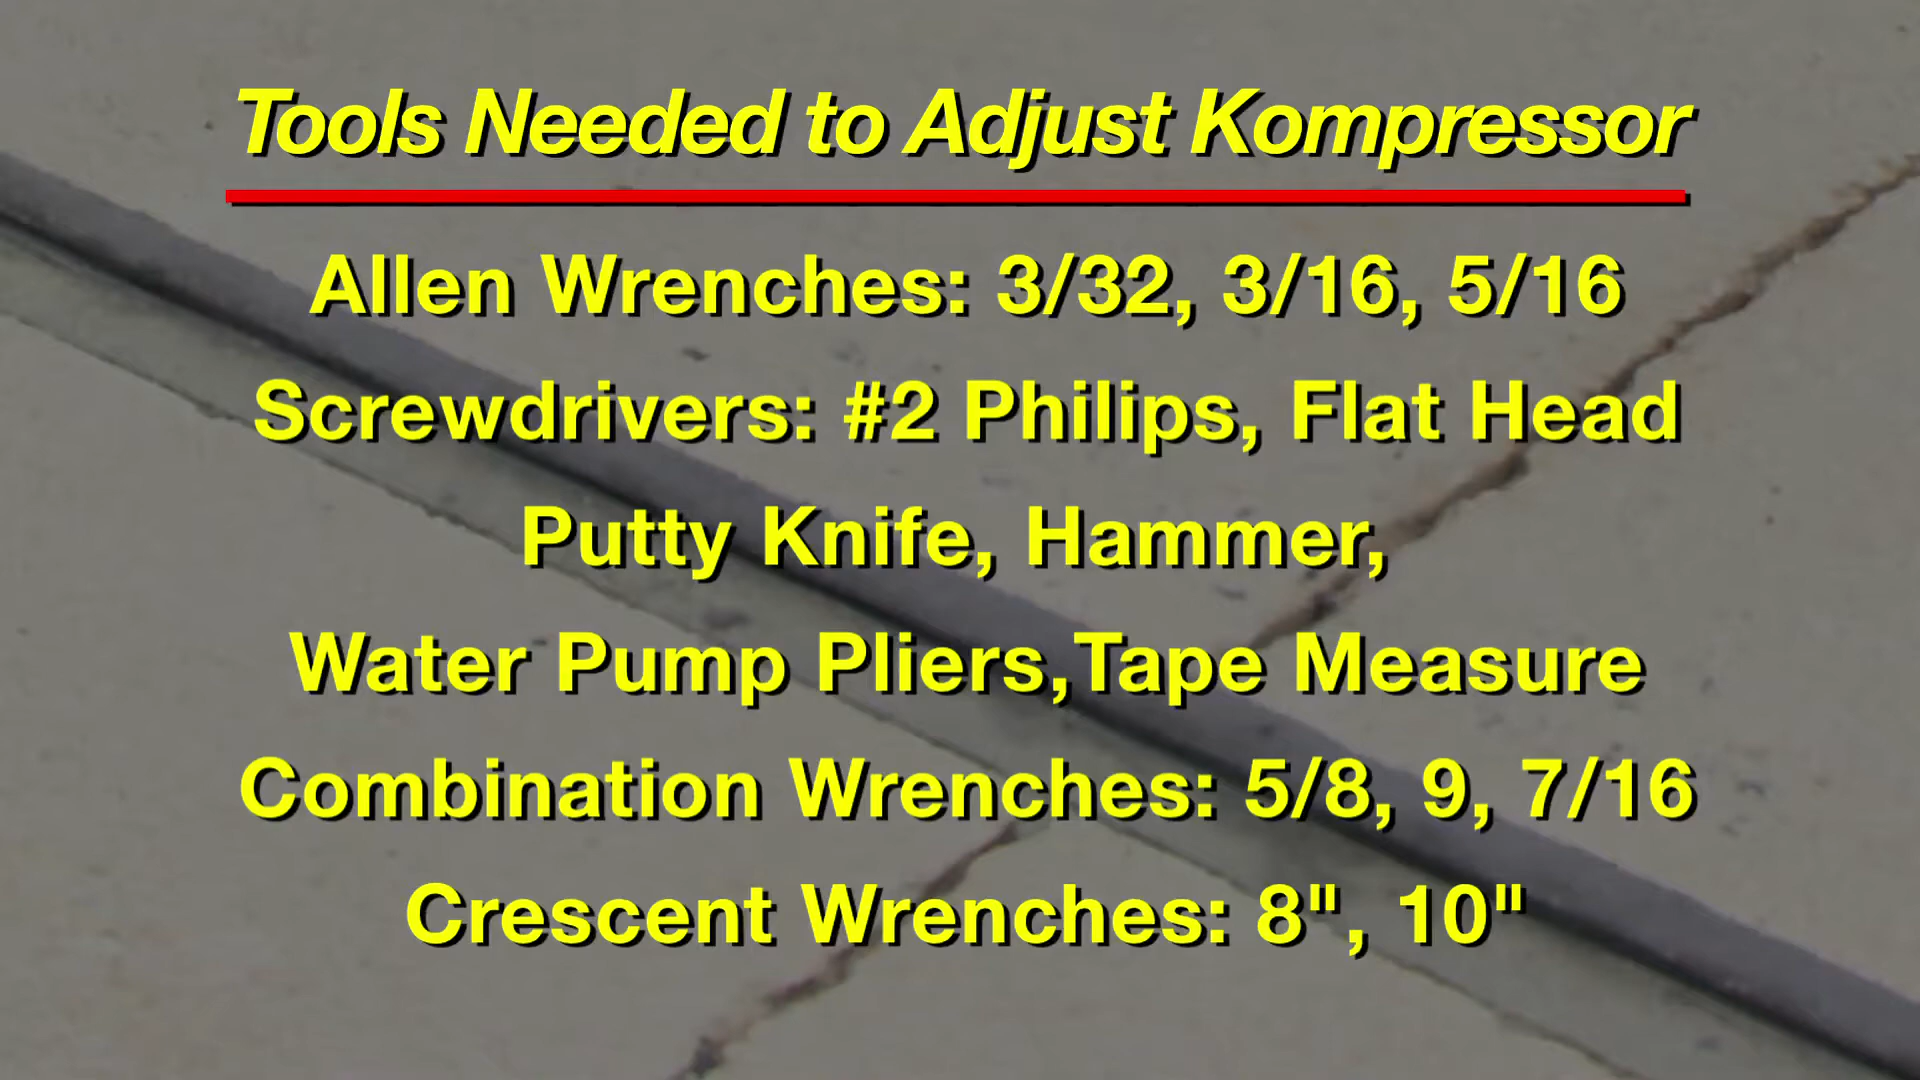 Tools Needed to Adjust Kompressor
Allen Wrenches: 3/32, 3/16, 5/16
Screwdrivers: #2 Philips, Flat Head
Putty Knife, Hammer,
Water Pump Pliers,Tape Measure
Combination Wrenches: 5/8, 9, 7/16
Crescent Wrenches: 8", 10"